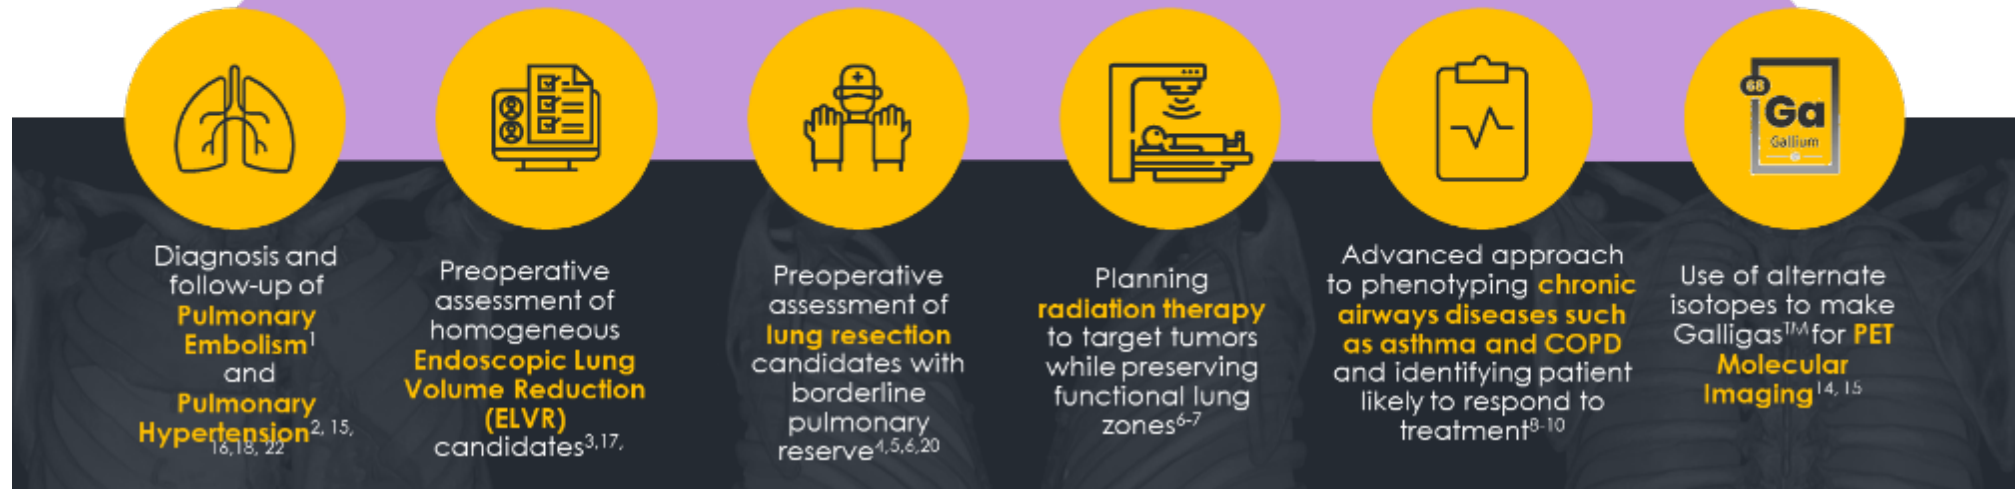 Diagnosis and
follow-up of
Pulmonary
Embolism¹
and
Pulmonary
Hypertension², ¹⁵,
¹⁶,¹⁸, ²²
Preoperative
assessment of
homogeneous
Endoscopic Lung
Volume Reduction
(ELVR)
candidates³,¹⁷,
Preoperative
assessment of
lung resection
candidates with
borderline
pulmonary
reserve⁴,⁵,⁶,²⁰
Planning
radiation therapy
to target tumors
while preserving
functional lung
zones⁶⁻⁷
Advanced approach
to phenotyping chronic
airways diseases such
as asthma and COPD
and identifying patient
likely to respond to
treatment⁸⁻¹⁰
68
Ga
Gallium
Use of alternate
isotopes to make
Galligas™ for PET
Molecular
Imaging¹⁴, ¹⁵